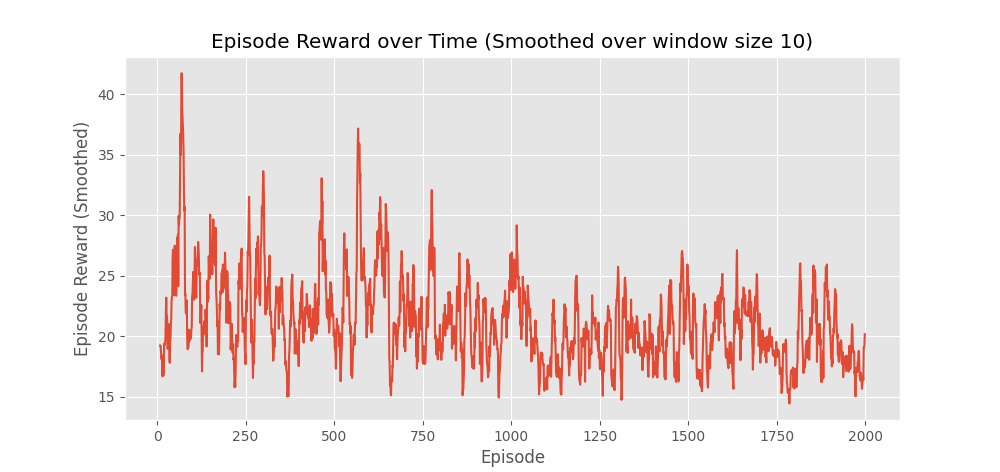 Episode Reward over Time (Smoothed over window size 10)
Episode Reward (Smoothed)
40
35
30
25
20
15
0 250 500 750 1000 1250 1500 1750 2000
Episode